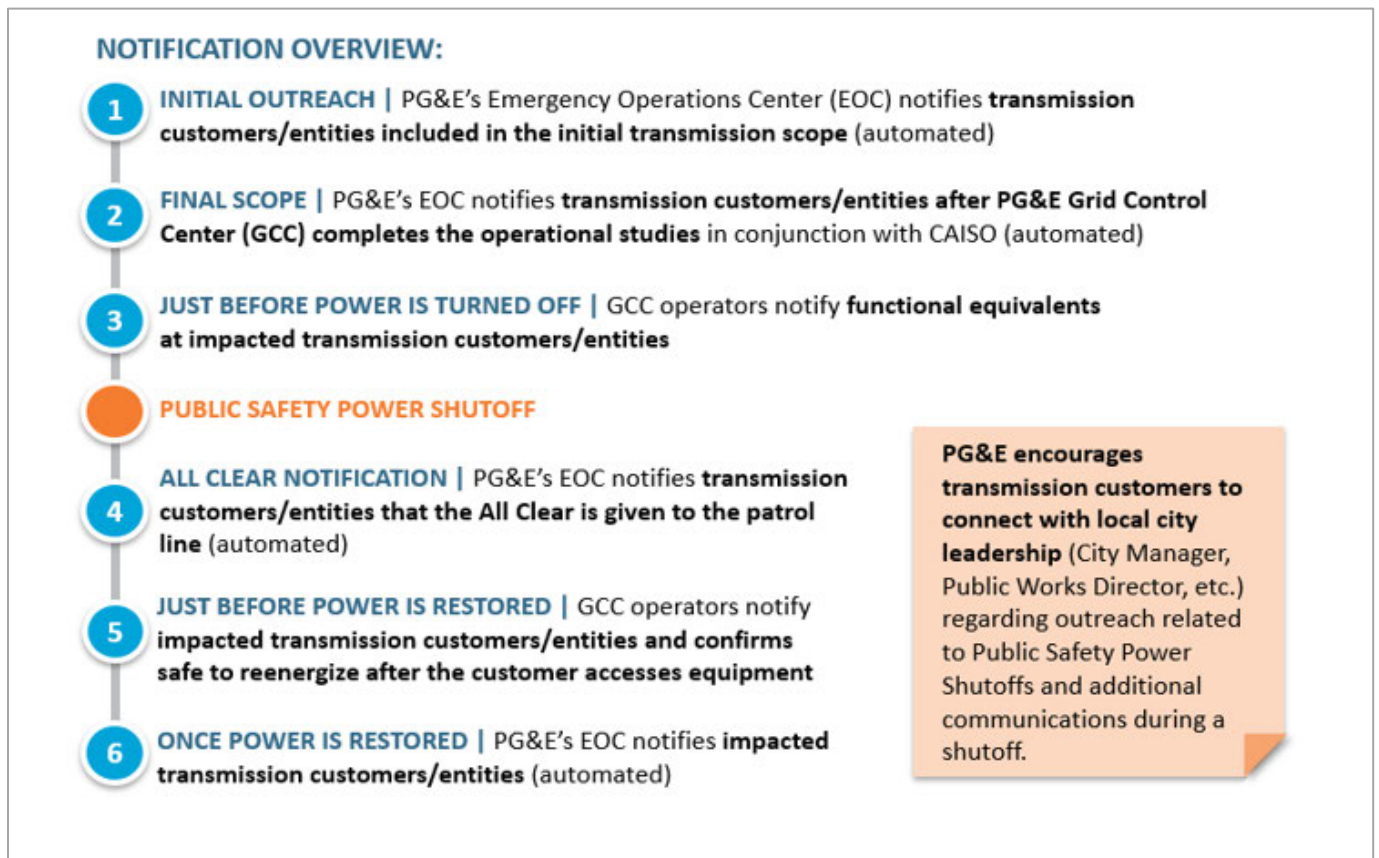 NOTIFICATION OVERVIEW:
1
INITIAL OUTREACH | PG&E's Emergency Operations Center (EOC) notifies transmission
customers/entities included in the initial transmission scope (automated)
2
FINAL SCOPE | PG&E's EOC notifies transmission customers/entities after PG&E Grid Control
Center (GCC) completes the operational studies in conjunction with CAISO (automated)
3
JUST BEFORE POWER IS TURNED OFF | GCC operators notify functional equivalents
at impacted transmission customers/entities
PUBLIC SAFETY POWER SHUTOFF
4
ALL CLEAR NOTIFICATION | PG&E's EOC notifies transmission
customers/entities that the All Clear is given to the patrol
line (automated)
5
JUST BEFORE POWER IS RESTORED | GCC operators notify
impacted transmission customers/entities and confirms
safe to reenergize after the customer accesses equipment
6
ONCE POWER IS RESTORED | PG&E's EOC notifies impacted
transmission customers/entities (automated)
PG&E encourages
transmission customers to
connect with local city
leadership (City Manager,
Public Works Director, etc.)
regarding outreach related
to Public Safety Power
Shutoffs and additional
communications during a
shutoff.